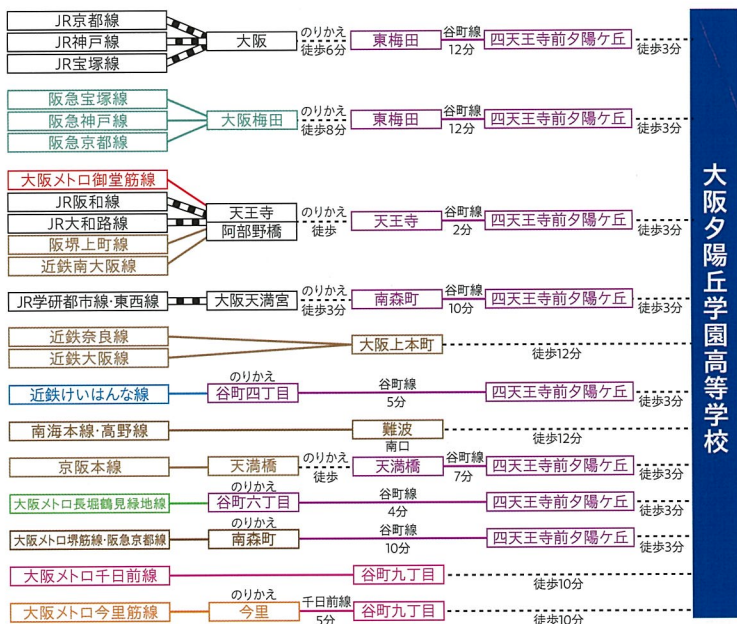 JR京都線
JR神戸線
JR宝塚線
大阪
のりかえ
徒歩6分
東梅田
谷町線
12分
四天王寺前夕陽ケ丘
徒歩3分
阪急宝塚線
阪急神戸線
阪急京都線
大阪梅田
のりかえ
徒歩8分
東梅田
谷町線
12分
四天王寺前夕陽ケ丘
徒歩3分
大阪メトロ御堂筋線
JR阪和線
JR大和路線
阪堺上町線
近鉄南大阪線
天王寺
阿部野橋
のりかえ
徒歩
天王寺
谷町線
2分
四天王寺前夕陽ケ丘
徒歩3分
JR学研都市線・東西線
大阪天満宮
のりかえ
徒歩3分
南森町
谷町線
10分
四天王寺前夕陽ケ丘
徒歩3分
近鉄奈良線
近鉄大阪線
大阪上本町
徒歩12分
近鉄けいはんな線
のりかえ
谷町四丁目
谷町線
5分
四天王寺前夕陽ケ丘
徒歩3分
南海本線・高野線
難波
南口
徒歩12分
京阪本線
天満橋
のりかえ
徒歩
天満橋
谷町線
7分
四天王寺前夕陽ケ丘
徒歩3分
大阪メトロ長堀鶴見緑地線
のりかえ
谷町六丁目
谷町線
4分
四天王寺前夕陽ケ丘
徒歩3分
大阪メトロ堺筋線・阪急京都線
のりかえ
南森町
谷町線
10分
四天王寺前夕陽ケ丘
徒歩3分
大阪メトロ千日前線
谷町九丁目
徒歩10分
大阪メトロ今里筋線
のりかえ
今里
千日前線
5分
谷町九丁目
徒歩10分
大阪夕陽丘学園高等学校